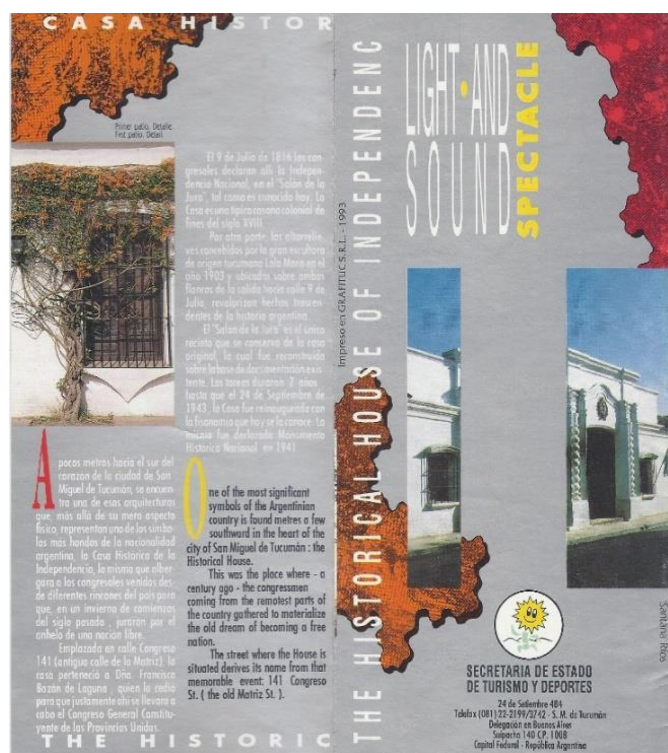 CASA HISTOR
Primer patio. Detalle.
First patio. Detail.
El 9 de Julio de 1816 los con-
gresales declaran allí la Indepen-
dencia Nacional, en el "Salón de la
Jura", tal como es conocido hoy. La
Casa es una típica casona colonial de
fines del siglo XVIII.
Por otra parte, los altorrelie-
ves concebidos por la gran escultora
de origen tucumano Lola Mora en el
año 1903 y ubicados sobre ambos
flancos de la salida hacia calle 9 de
Julio, revalorizan hechos trascen-
dentes de la historia argentina.
El "Salón de la Jura" es el único
recinto que se conserva de la casa
original, la cual fue reconstruida
sobre la base de documentación exis-
tente. Las tareas duraron 2 años
hasta que el 24 de Septiembre de
1943, la Casa fue reinaugurada con
la fisonomía que hoy se la conoce. La
misma fue declarada Monumento
Histórico Nacional en 1941
A pocos metros hacia el sur del
corazón de la ciudad de San
Miguel de Tucumán, se encuen-
tra una de esas arquitecturas
que, más allá de su mero aspecto
físico, representan uno de los símbo-
los más hondos de la nacionalidad
argentina, la Casa Histórica de la
Independencia, la misma que alber-
gara a los congresales venidos des-
de diferentes rincones del país para
que, en un invierno de comienzos
del siglo pasado, juraran por el
anhelo de una nación libre.
Emplazada en calle Congreso
141 (antigua calle de la Matriz), la
casa perteneció a Dña. Francisca
Bazán de Laguna, quien la cedió
para que justamente ahí se llevara a
cabo el Congreso General Constitu-
yente de las Provincias Unidas.
One of the most significant
symbols of the Argentinian
country is found metres a few
southward in the heart of the
city of San Miguel de Tucumán : the
Historical House.
This was the place where - a
century ago - the congressmen
coming from the remotest parts of
the country gathered to materialize
the old dream of becoming a free
nation.
The street where the House is
situated derives its name from that
memorable event: 141 Congreso
St. ( the old Matriz St. ).
THE HISTORIC
Impreso en GRAFITUC S.R.L. - 1993
THE HISTORICAL HOUSE OF INDEPENDENC
LIGHT • AND
SOUND
SPECTACLE
SECRETARIA DE ESTADO
DE TURISMO Y DEPORTES
24 de Setiembre 484
Telefax (081) 22-2199/3742 - S. M. de Tucumán
Delegación en Buenos Aires
Suipacha 140 CP. 1008
Capital Federal - República Argentina